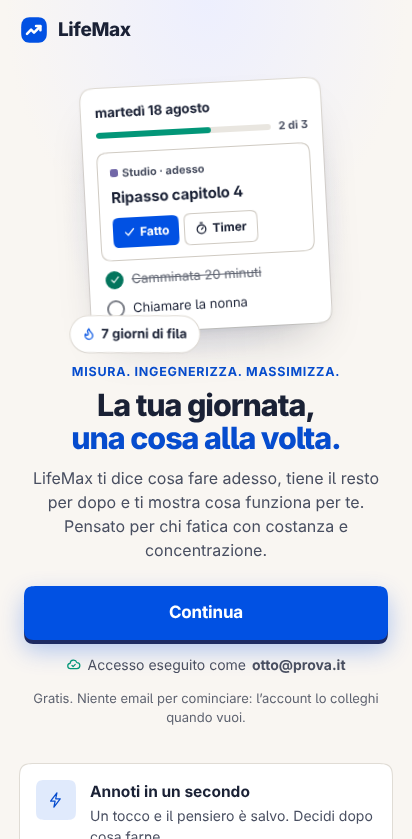 LifeMax
martedì 18 agosto
2 di 3
Studio · adesso
Ripasso capitolo 4
Fatto
Timer
Camminata 20 minuti
Chiamare la nonna
7 giorni di fila
MISURA. INGEGNERIZZA. MASSIMIZZA.
La tua giornata,
una cosa alla volta.
LifeMax ti dice cosa fare adesso, tiene il resto
per dopo e ti mostra cosa funziona per te.
Pensato per chi fatica con costanza e
concentrazione.
Continua
Accesso eseguito come otto@prova.it
Gratis. Niente email per cominciare: l’account lo colleghi
quando vuoi.
Annoti in un secondo
Un tocco e il pensiero è salvo. Decidi dopo
cosa farne.